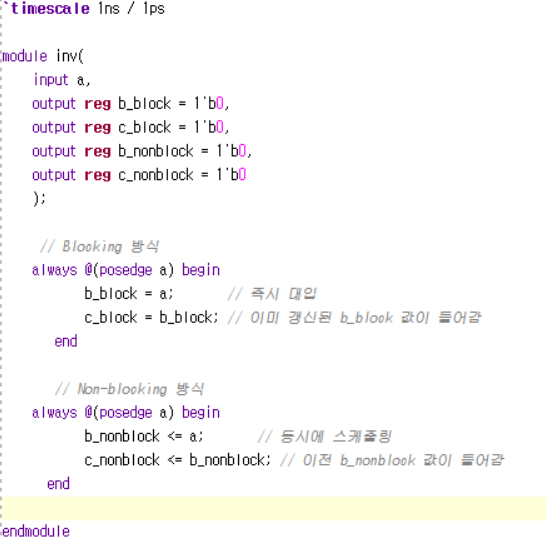 `timescale 1ns / 1ps
module inv(
input a,
output reg b_block = 1'b0,
output reg c_block = 1'b0,
output reg b_nonblock = 1'b0,
output reg c_nonblock = 1'b0
);
// Blocking 방식
always @(posedge a) begin
b_block = a; // 즉시 대입
c_block = b_block; // 이미 갱신된 b_block 값이 들어감
end
// Non-blocking 방식
always @(posedge a) begin
b_nonblock <= a; // 동시에 스케줄링
c_nonblock <= b_nonblock; // 이전 b_nonblock 값이 들어감
end
endmodule